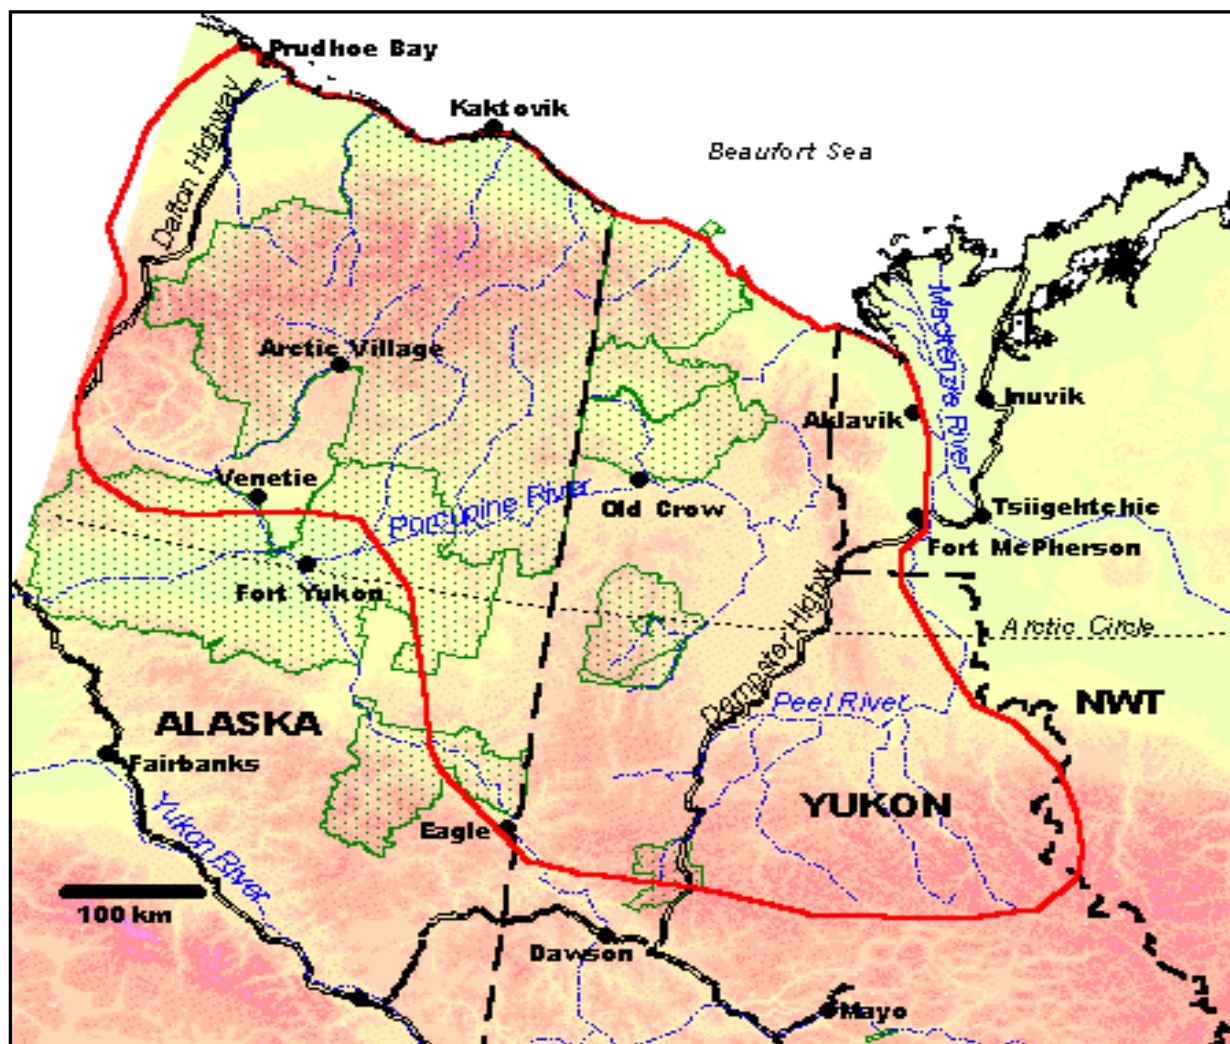 Prudhoe Bay
Kaktovik
Beaufort Sea
Dalton Highway
Mackenzie River
Arctic Village
Inuvik
Aklavik
Venetie
Porcupine River
Old Crow
Tsiigehtchic
Fort McPherson
Fort Yukon
Dempster Highwy
Arctic Circle
Peel River
NWT
ALASKA
Fairbanks
YUKON
Yukon River
Eagle
100 km
Dawson
Mayo